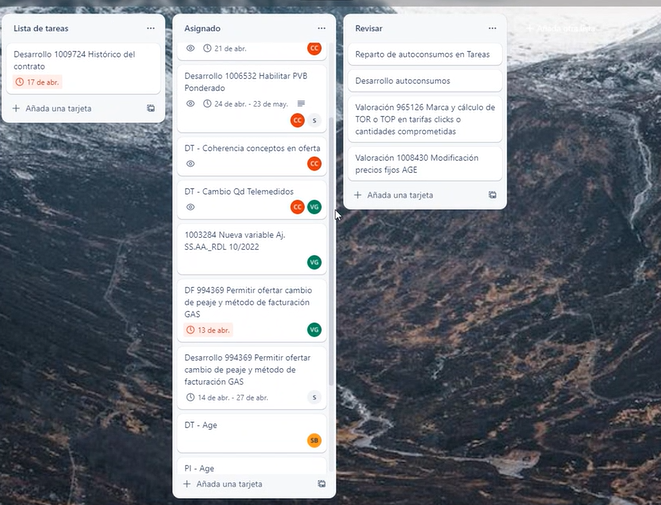 Lista de tareas
Desarrollo 1009724 Histórico del
contrato
17 de abr.
Añada una tarjeta
Asignado
21 de abr.
CC
Desarrollo 1006532 Habilitar PVB
Ponderado
24 de abr. - 23 de may.
CC
S
DT - Coherencia conceptos en oferta
CC
DT - Cambio Qd Telemedidos
CC
VG
1003284 Nueva variable Aj.
SS.AA._RDL 10/2022
VG
DF 994369 Permitir ofertar cambio
de peaje y método de facturación
GAS
13 de abr.
VG
Desarrollo 994369 Permitir ofertar
cambio de peaje y método de
facturación GAS
14 de abr. - 27 de abr.
S
DT - Age
SB
PI - Age
Añada una tarjeta
Revisar
Reparto de autoconsumos en Tareas
Desarrollo autoconsumos
Valoración 965126 Marca y cálculo de
TOR o TOP en tarifas clicks o
cantidades comprometidas
Valoración 1008430 Modificación
precios fijos AGE
Añada una tarjeta